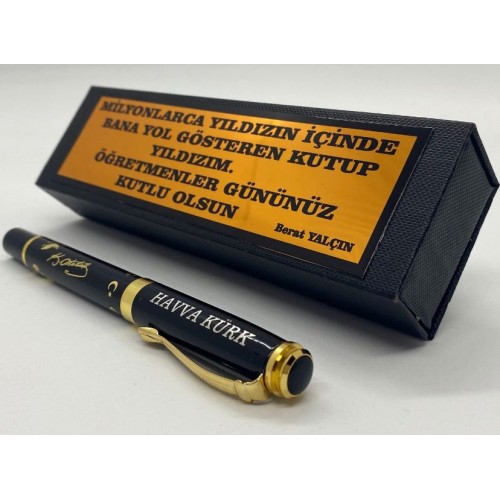 MİLYONLARCA YILDIZIN İÇİNDE
BANA YOL GÖSTEREN KUTUP
YILDIZIM.
ÖĞRETMENLER GÜNÜNÜZ
KUTLU OLSUN
Berat YALÇIN
HAVVA KÜRK